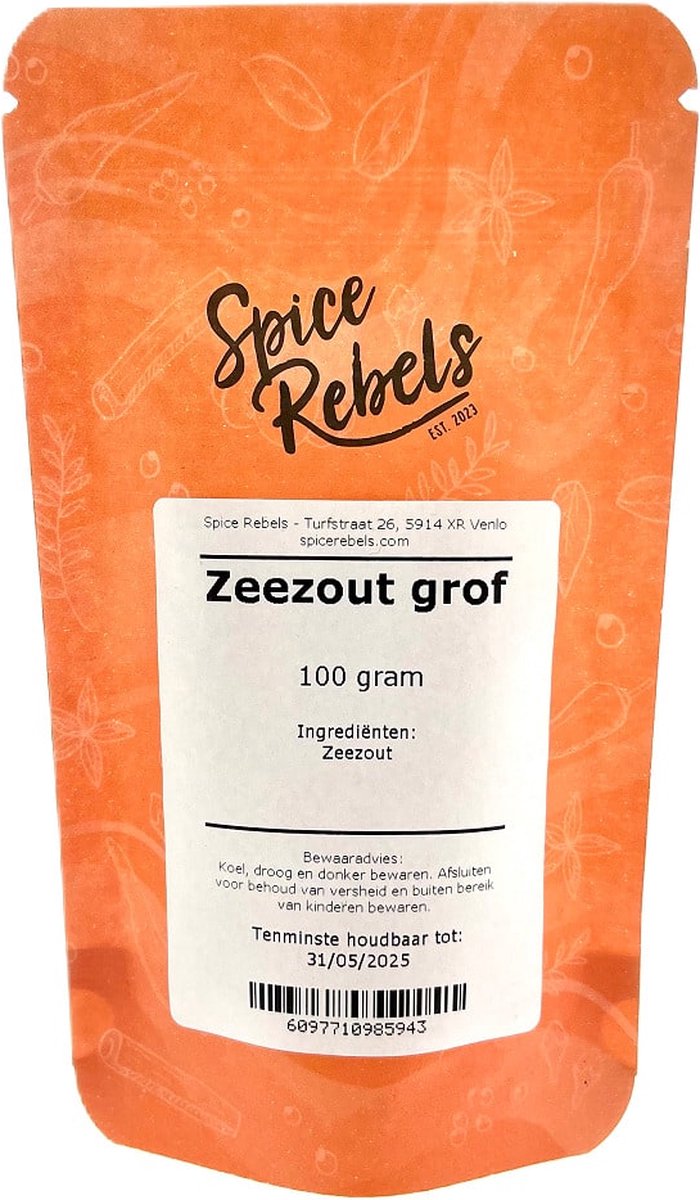 Spice
Rebels
EST. 2023
Spice Rebels - Turfstraat 26, 5914 XR Venlo
spicerebels.com
Zeezout grof
100 gram
Ingrediënten:
Zeezout
Bewaaradvies:
Koel, droog en donker bewaren. Afsluiten
voor behoud van versheid en buiten bereik
van kinderen bewaren.
Tenminste houdbaar tot:
31/05/2025
6097710985943